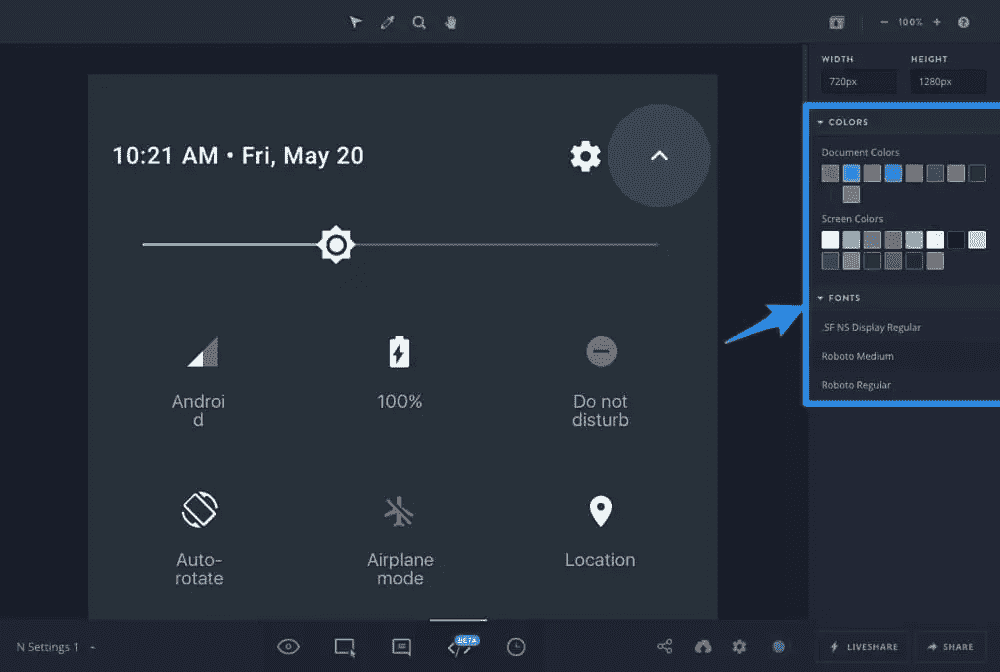 100%
WIDTH HEIGHT
720px 1280px
COLORS
Document Colors
Screen Colors
FONTS
.SF NS Display Regular
Roboto Medium
Roboto Regular
10:21 AM • Fri, May 20
Androi
d
100%
Do not
disturb
Auto-
rotate
Airplane
mode
Location
N Settings 1
BETA
LIVESHARE
SHARE